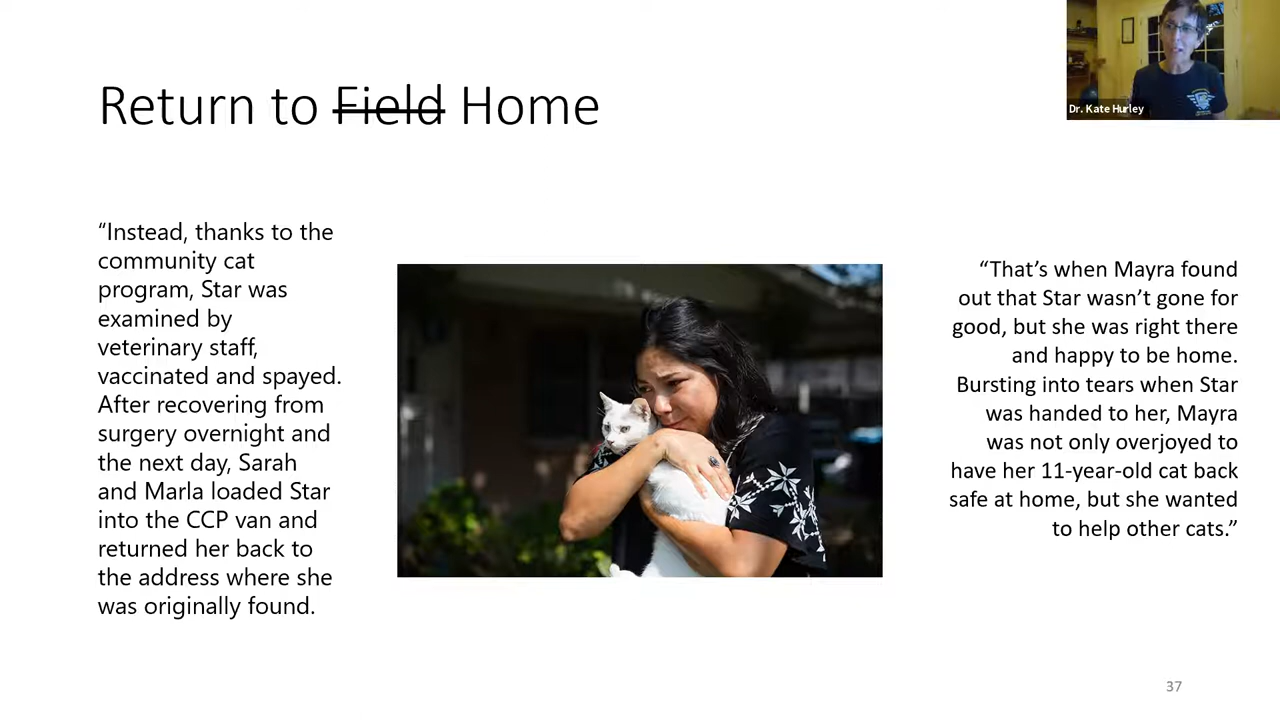 Dr. Kate Hurley
Return to Field Home
“Instead, thanks to the
community cat
program, Star was
examined by
veterinary staff,
vaccinated and spayed.
After recovering from
surgery overnight and
the next day, Sarah
and Marla loaded Star
into the CCP van and
returned her back to
the address where she
was originally found.
“That’s when Mayra found
out that Star wasn’t gone for
good, but she was right there
and happy to be home.
Bursting into tears when Star
was handed to her, Mayra
was not only overjoyed to
have her 11-year-old cat back
safe at home, but she wanted
to help other cats.”
37